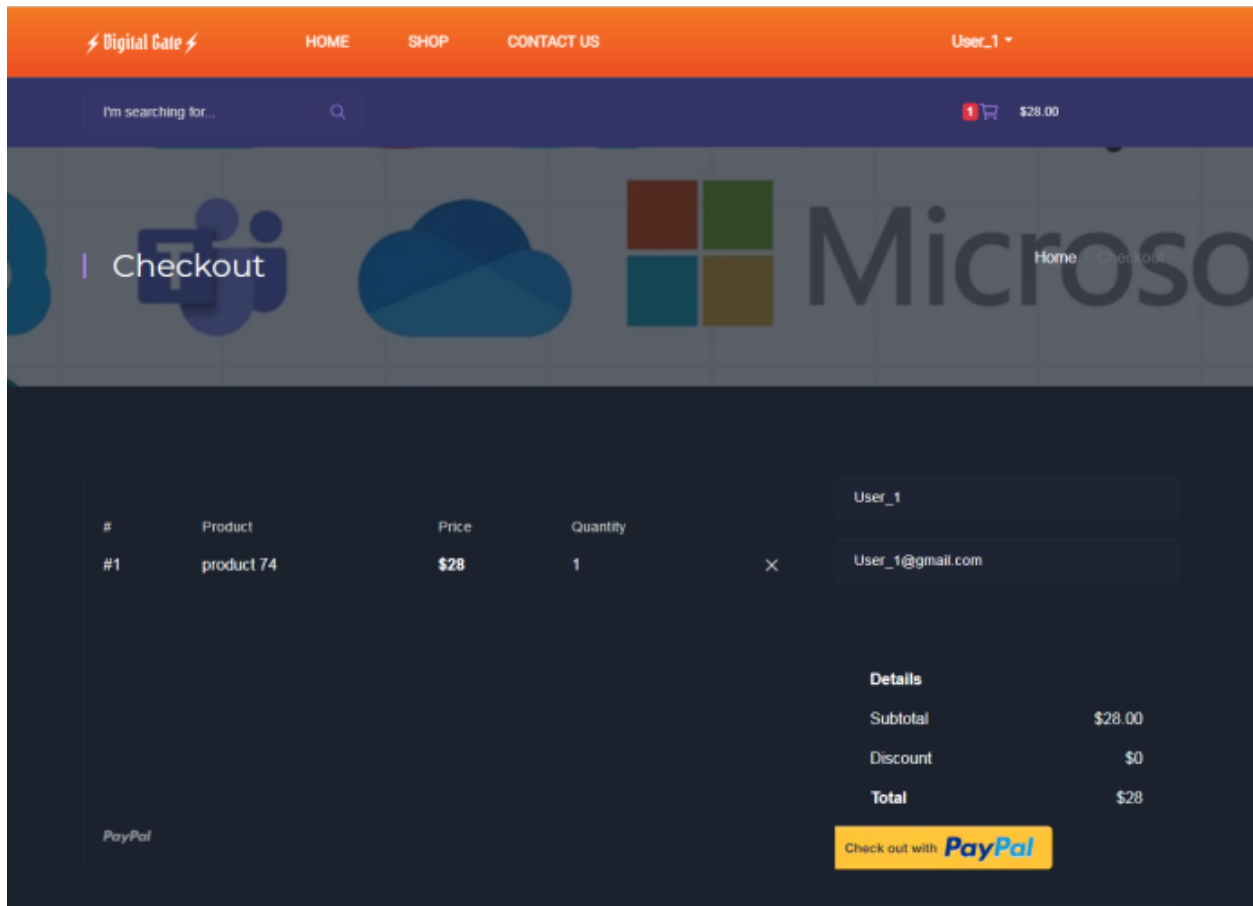 Digital Gate HOME SHOP CONTACT US User_1
I'm searching for... 1 $28.00
Microso
Checkout Home / Checkout
T
# Product Price Quantity
#1 product 74 $28 1
PayPal
User_1
User_1@gmail.com
Details
Subtotal $28.00
Discount $0
Total $28
Check out with PayPal